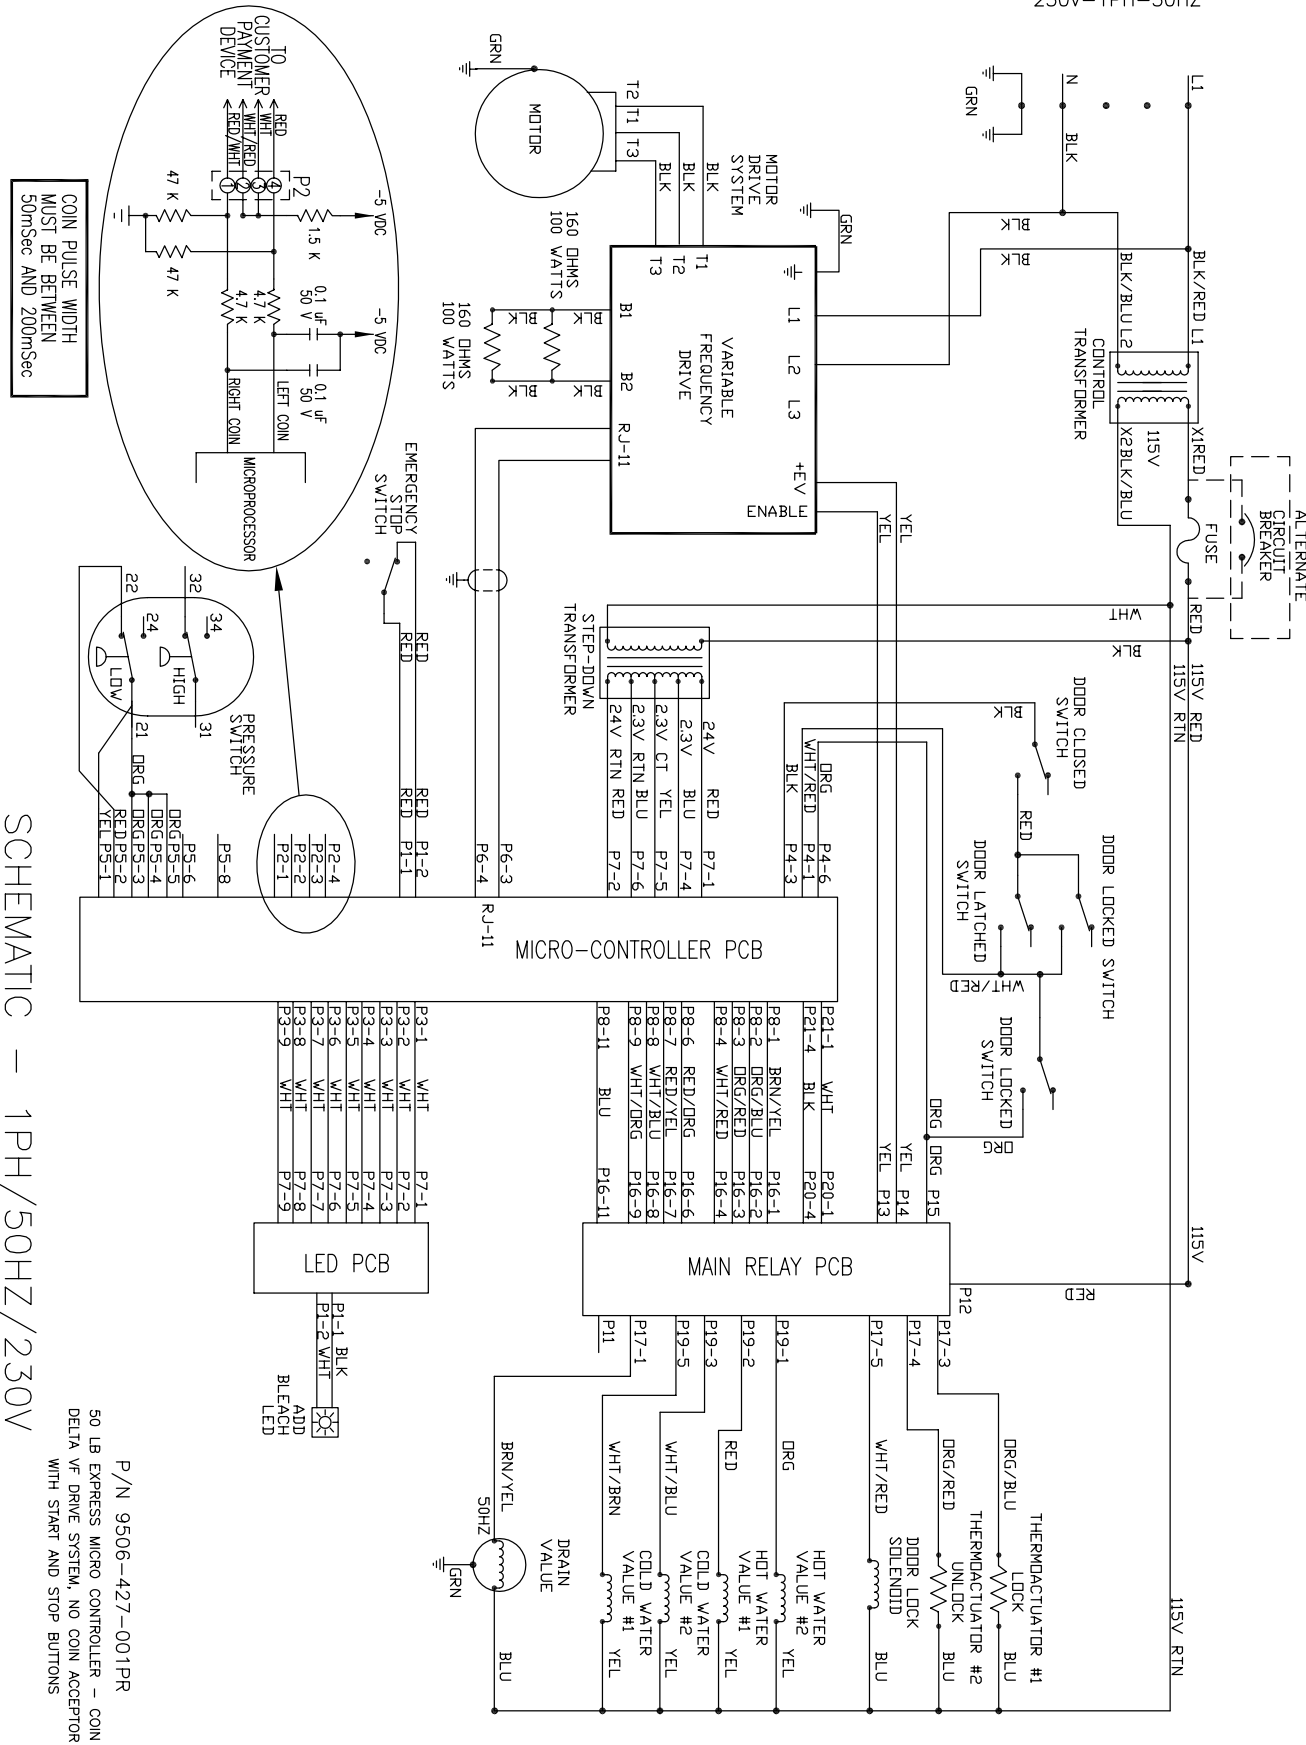 230V-1PH-50HZ
L1
N
GRN
BLK
BLK
BLK
BLK/RED L1
BLK/BLU L2
CONTROL
TRANSFORMER
115V
X1 RED
X2 BLK/BLU
ALTERNATE
CIRCUIT
BREAKER
FUSE
RED
WHT
BLK
115V RED
115V RTN
115V
115V RTN
RED
GRN
MOTOR
T2
T1
T3
BLK
BLK
BLK
MOTOR
DRIVE
SYSTEM
GRN
T1
T2
T3
L1
L2
L3
VARIABLE
FREQUENCY
DRIVE
B1
B2
RJ-11
+EV
ENABLE
160 OHMS
100 WATTS
BLK
BLK
BLK
BLK
160 OHMS
100 WATTS
YEL
YEL
STEP-DOWN
TRANSFORMER
24V
2.3V
2.3V CT
2.3V RTN
24V RTN
RED
BLU
YEL
BLU
RED
P7-1
P7-4
P7-5
P7-6
P7-2
DOOR CLOSED
SWITCH
BLK
RED
DOOR LATCHED
SWITCH
DOOR LOCKED SWITCH
WHT/RED
DOOR LOCKED
SWITCH
ORG
ORG
WHT/RED
BLK
P4-6
P4-1
P4-3
TO
CUSTOMER
PAYMENT
DEVICE
RED
WHT
WHT/RED
RED/WHT
P2
4
3
2
1
-5 VDC
1.5 K
47 K
47 K
4.7 K
4.7 K
0.1 uF
50 V
-5 VDC
0.1 uF
50 V
LEFT COIN
RIGHT COIN
MICROPROCESSOR
COIN PULSE WIDTH
MUST BE BETWEEN
50mSec AND 200mSec
EMERGENCY
STOP
SWITCH
RED
RED
RED
RED
P1-2
P1-1
32
34
HIGH
31
22
24
LOW
21
PRESSURE
SWITCH
ORG
P5-8
P5-6
ORG P5-5
ORG P5-4
ORG P5-3
RED P5-2
YEL P5-1
P2-4
P2-3
P2-2
P2-1
P6-3
P6-4
RJ-11
MICRO-CONTROLLER PCB
P21-1 WHT P20-1
P21-4 BLK P20-4
P8-1 BRN/YEL P16-1
P8-2 ORG/BLU P16-2
P8-3 ORG/RED P16-3
P8-4 WHT/RED P16-4
P8-6 RED/ORG P16-6
P8-7 RED/YEL P16-7
P8-8 WHT/BLU P16-8
P8-9 WHT/ORG P16-9
P8-11 BLU P16-11
P3-1 WHT P7-1
P3-2 WHT P7-2
P3-3 WHT P7-3
P3-4 WHT P7-4
P3-5 WHT P7-5
P3-6 WHT P7-6
P3-7 WHT P7-7
P3-8 WHT P7-8
P3-9 WHT P7-9
ORG
ORG P15
YEL P14
YEL P13
MAIN RELAY PCB
P12
LED PCB
P1-1 BLK
P1-2 WHT
ADD
BLEACH
LED
P17-3
P17-4
P17-5
P19-1
P19-2
P19-3
P19-5
P17-1
P11
ORG/BLU
THERMOACTUATOR #1
LOCK
BLU
ORG/RED
THERMOACTUATOR #2
UNLOCK
BLU
WHT/RED
DOOR LOCK
SOLENOID
BLU
ORG
HOT WATER
VALUE #2
YEL
RED
HOT WATER
VALUE #1
YEL
WHT/BLU
COLD WATER
VALUE #2
YEL
WHT/BRN
COLD WATER
VALUE #1
YEL
BRN/YEL
50HZ
DRAIN
VALUE
GRN
BLU
SCHEMATIC - 1PH/50HZ/230V
P/N 9506-427-001PR
50 LB EXPRESS MICRO CONTROLLER - COIN
DELTA VF DRIVE SYSTEM, NO COIN ACCEPTOR
WITH START AND STOP BUTTONS